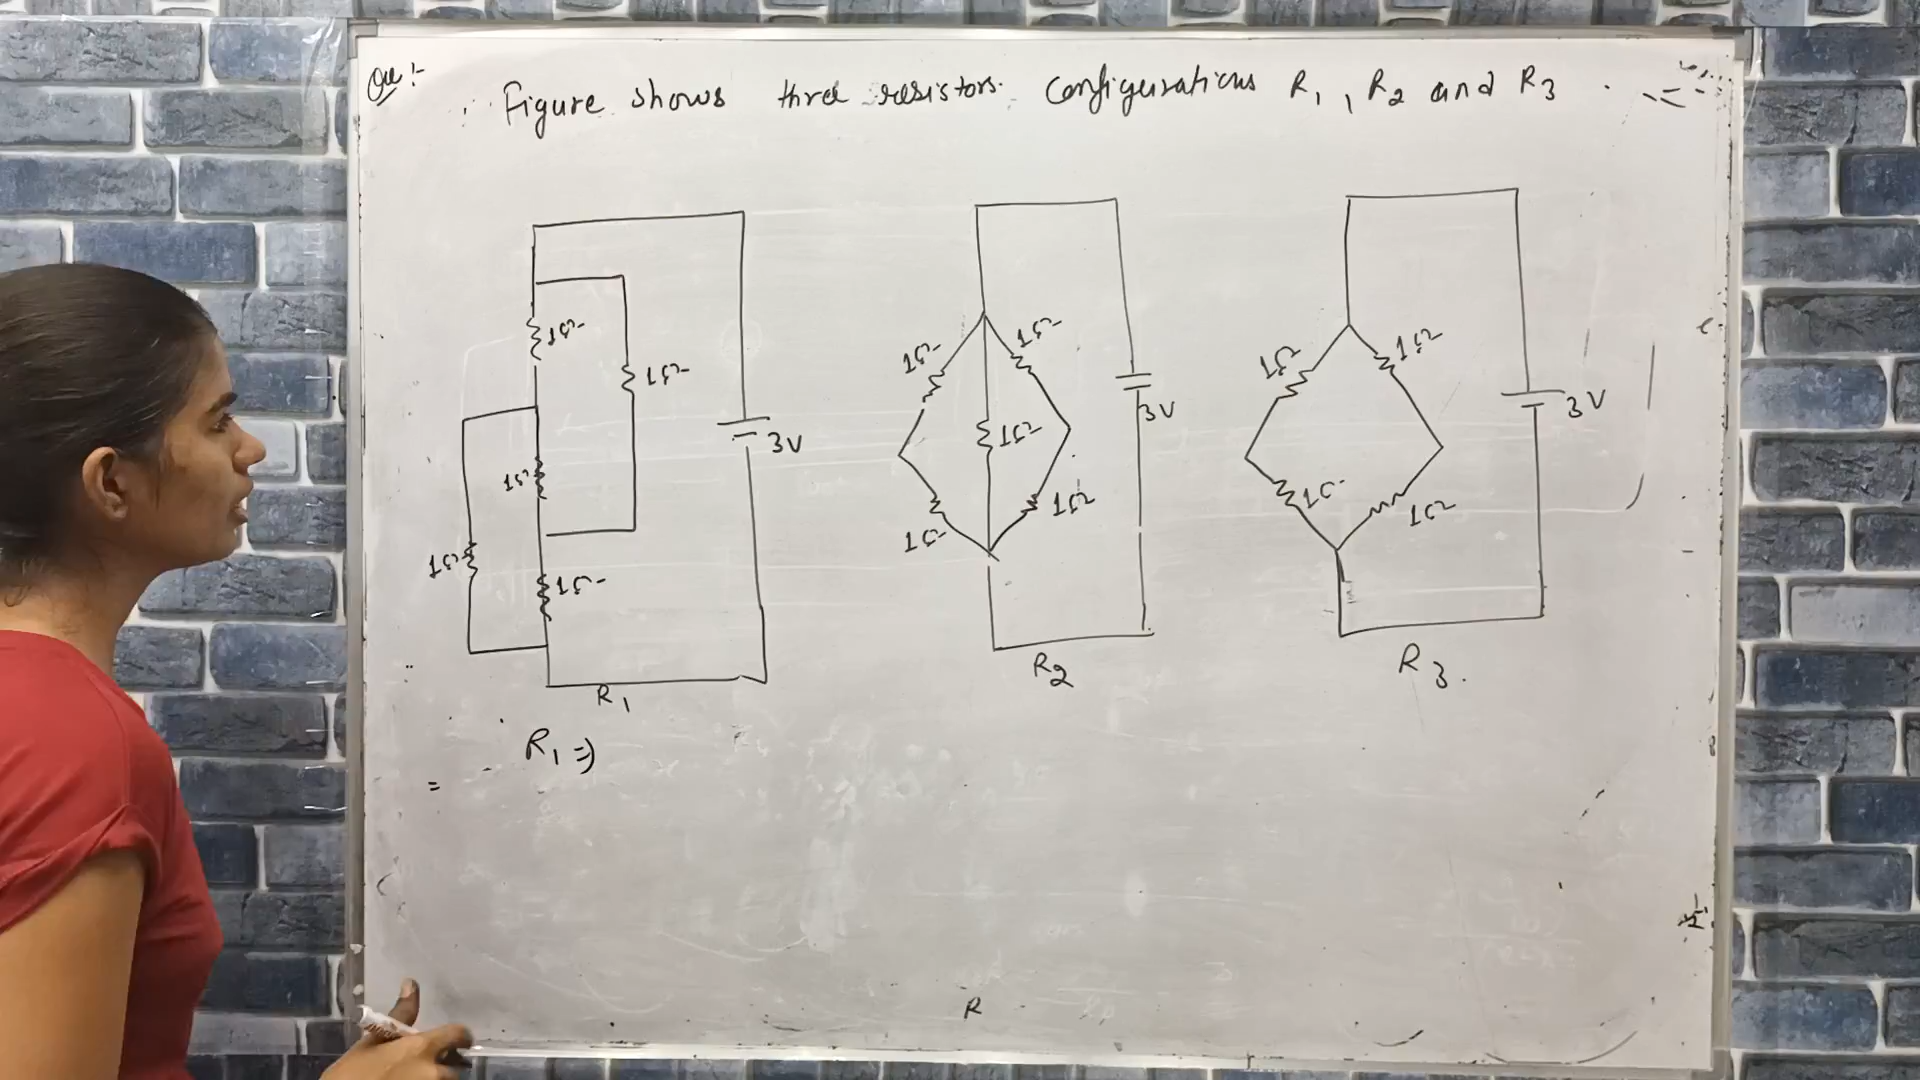 Que :-
Figure shows three resistors. Configurations R1, R2 and R3
1Ω
1Ω
1Ω
1Ω
1Ω
3V
R1
1Ω
1Ω
1Ω
1Ω
1Ω
3V
R2
1Ω
1Ω
1Ω
1Ω
3V
R3.
R1 =>
=
R